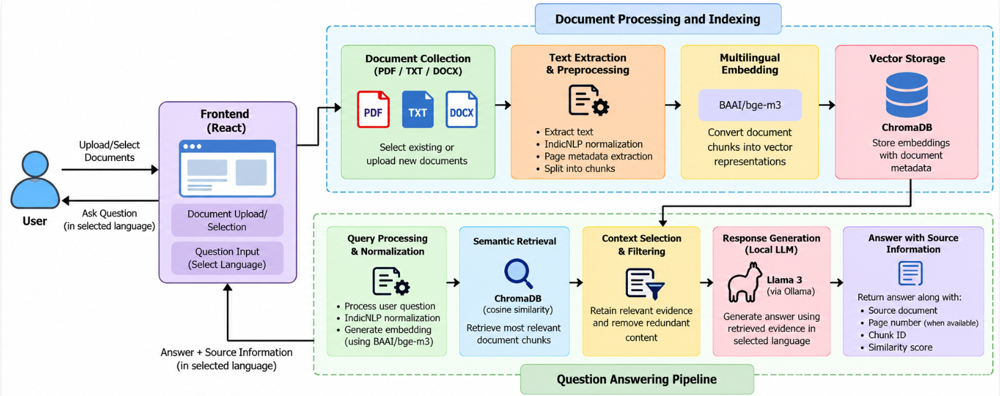 Document Processing and Indexing
Document Collection
(PDF / TXT / DOCX)
PDF
TXT
DOCX
Select existing or
upload new documents
Text Extraction
& Preprocessing
• Extract text
• IndicNLP normalization
• Page metadata extraction
• Split into chunks
Multilingual
Embedding
BAAI/bge-m3
Convert document
chunks into vector
representations
Vector Storage
ChromaDB
Store embeddings
with document
metadata
User
Upload/Select
Documents
Ask Question
(in selected language)
Frontend
(React)
Document Upload/
Selection
Question Input
(Select Language)
Answer + Source Information
(in selected language)
Query Processing
& Normalization
• Process user question
• IndicNLP normalization
• Generate embedding
(using BAAI/bge-m3)
Semantic Retrieval
ChromaDB
(cosine similarity)
Retrieve most relevant
document chunks
Context Selection
& Filtering
Retain relevant evidence
and remove redundant
content
Response Generation
(Local LLM)
Llama 3
(via Ollama)
Generate answer using
retrieved evidence in
selected language
Answer with Source
Information
Return answer along with:
• Source document
• Page number (when available)
• Chunk ID
• Similarity score
Question Answering Pipeline